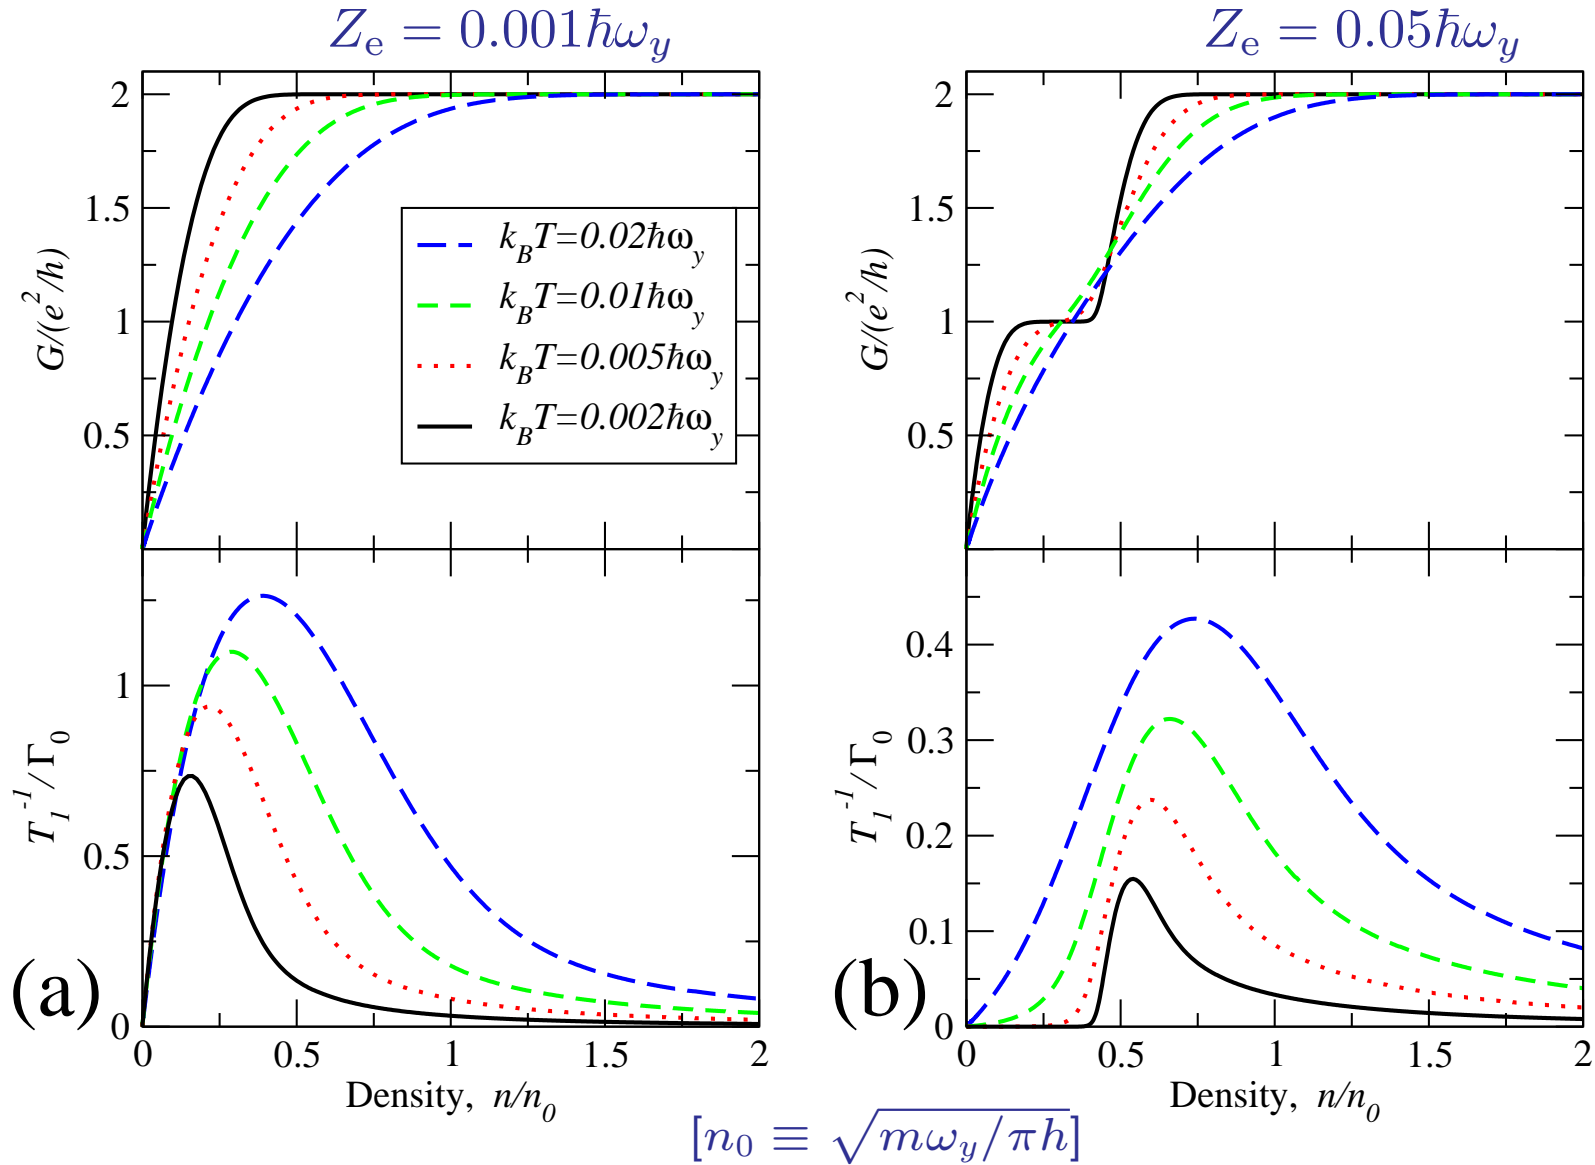 Z_e = 0.001ℏω_y
Z_e = 0.05ℏω_y
2
1.5
1
0.5
G/(e^2/h)
k_BT=0.02ℏω_y
k_BT=0.01ℏω_y
k_BT=0.005ℏω_y
k_BT=0.002ℏω_y
2
1.5
1
0.5
G/(e^2/h)
1
0.5
0
T_1^-1/Γ_0
(a)
0 0.5 1 1.5 2
Density, n/n_0
0.4
0.3
0.2
0.1
0
T_1^-1/Γ_0
(b)
0 0.5 1 1.5 2
Density, n/n_0
[n_0 ≡ √mω_y/πh]